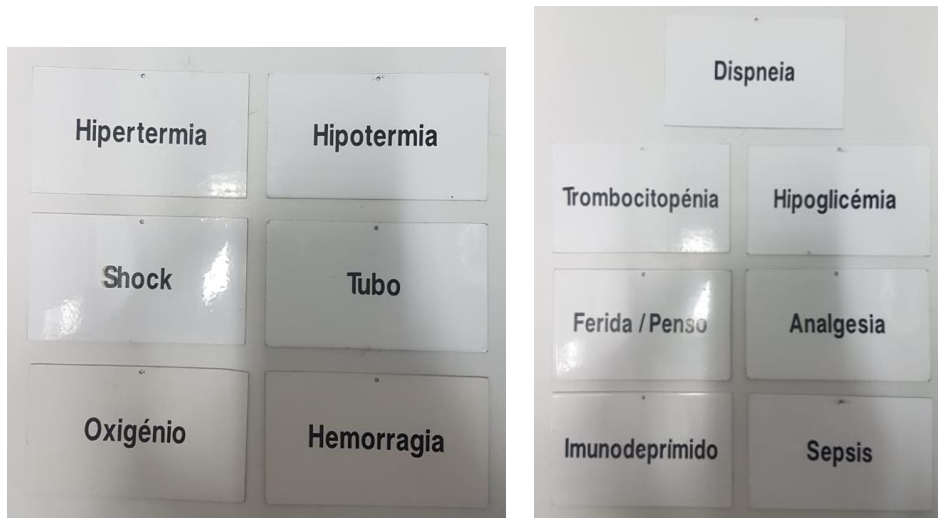 Hipertermia
Hipotermia
Shock
Tubo
Oxigénio
Hemorragia
Dispneia
Trombocitopénia
Hipoglicémia
Ferida / Penso
Analgesia
Imunodeprimido
Sepsis